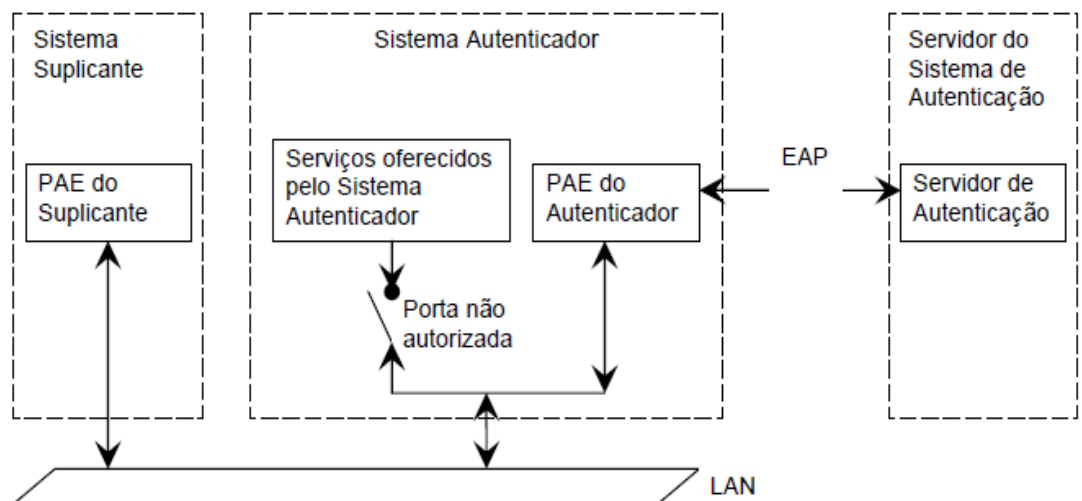 Sistema
Suplicante
Sistema Autenticador
Servidor do
Sistema de
Autenticação
PAE do
Suplicante
Serviços oferecidos
pelo Sistema
Autenticador
PAE do
Autenticador
EAP
Servidor de
Autenticação
Porta não
autorizada
LAN